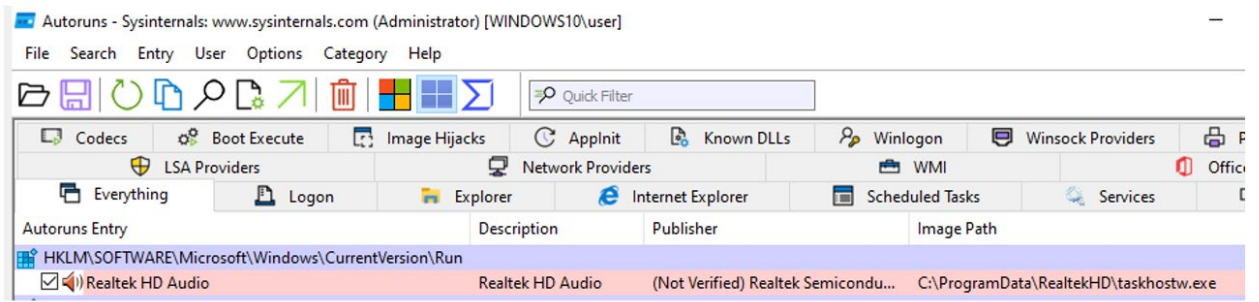 Autoruns - Sysinternals: www.sysinternals.com (Administrator) [WINDOWS10\user]
File Search Entry User Options Category Help
Quick Filter
Codecs Boot Execute Image Hijacks AppInit Known DLLs Winlogon Winsock Providers P
LSA Providers Network Providers WMI Office
Everything Logon Explorer Internet Explorer Scheduled Tasks Services
Autoruns Entry Description Publisher Image Path
HKLM\SOFTWARE\Microsoft\Windows\CurrentVersion\Run
Realtek HD Audio Realtek HD Audio (Not Verified) Realtek Semicondu... C:\ProgramData\RealtekHD\taskhostw.exe